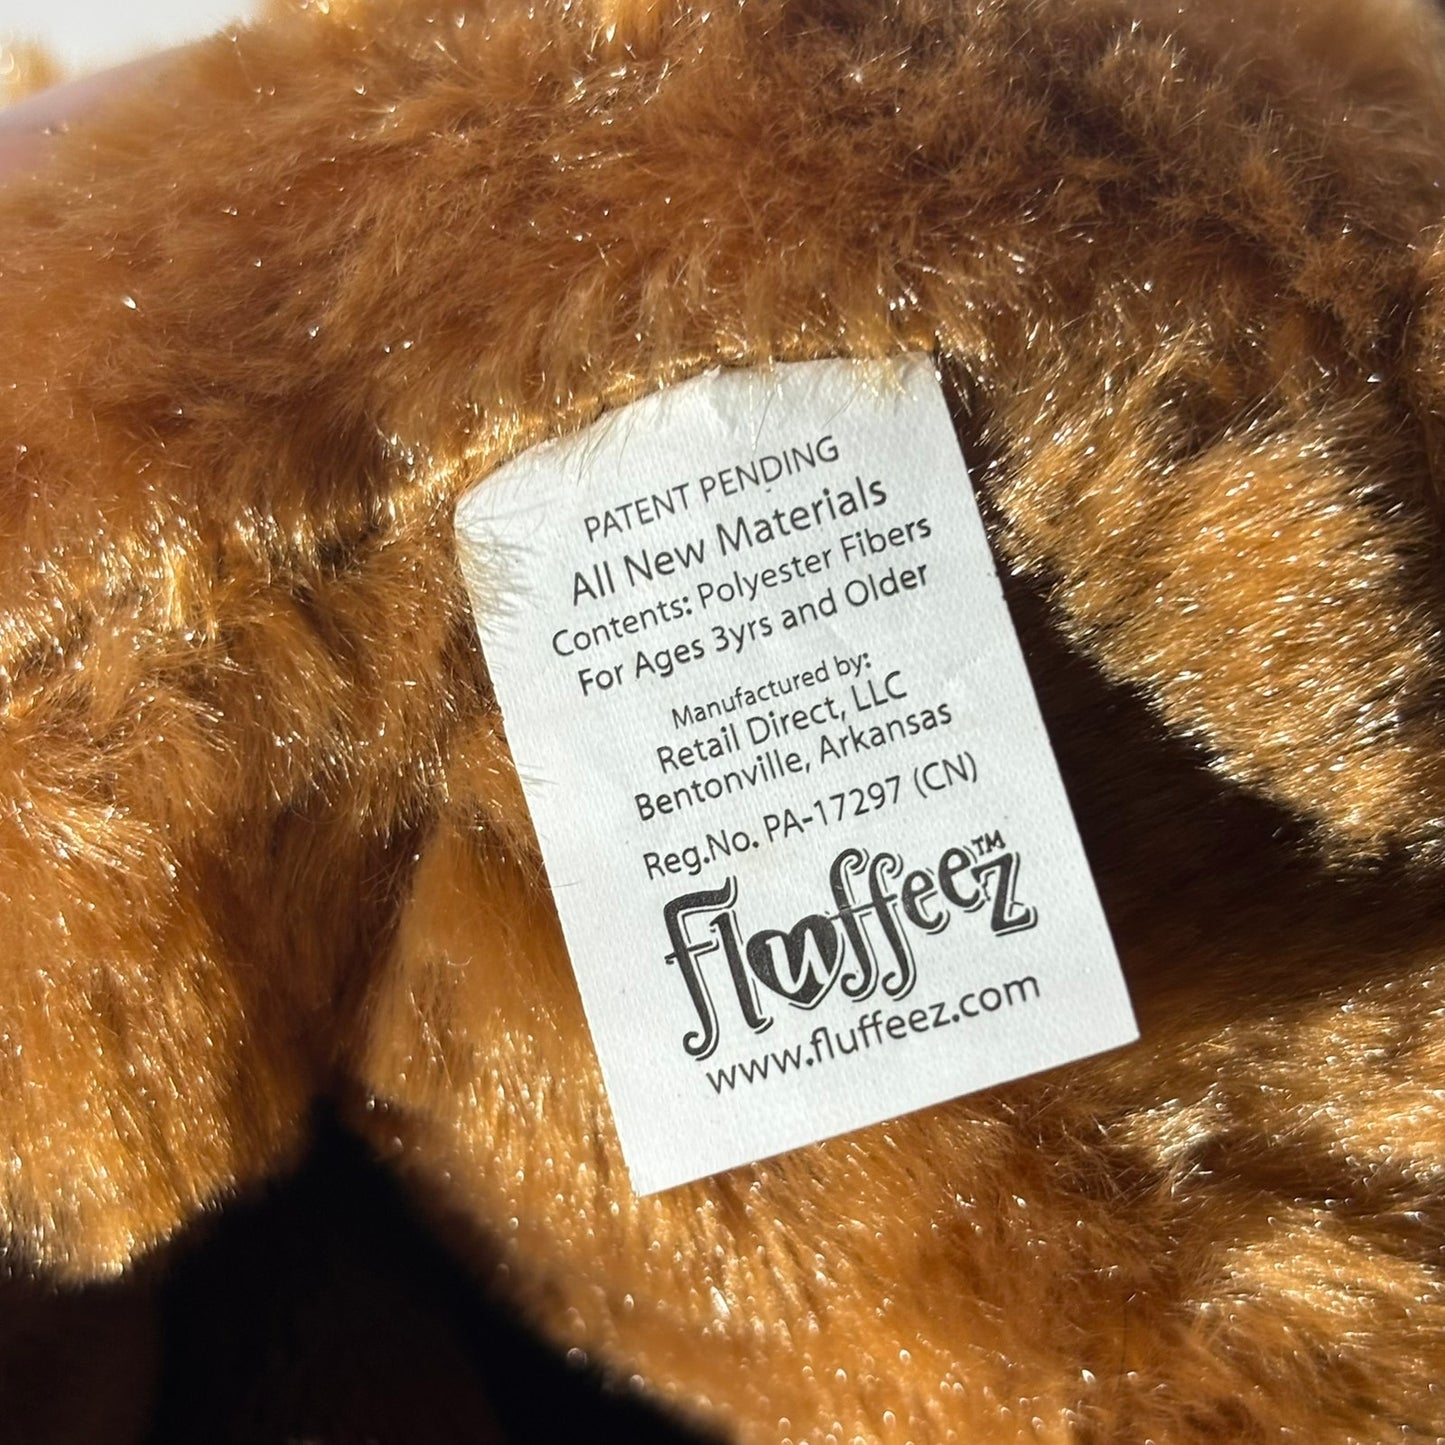 PATENT PENDING
All New Materials
Contents: Polyester Fibers
For Ages 3yrs and Older
Manufactured by:
Retail Direct, LLC
Bentonville, Arkansas
Reg.No. PA-17297 (CN)
Fluffeez™
www.fluffeez.com